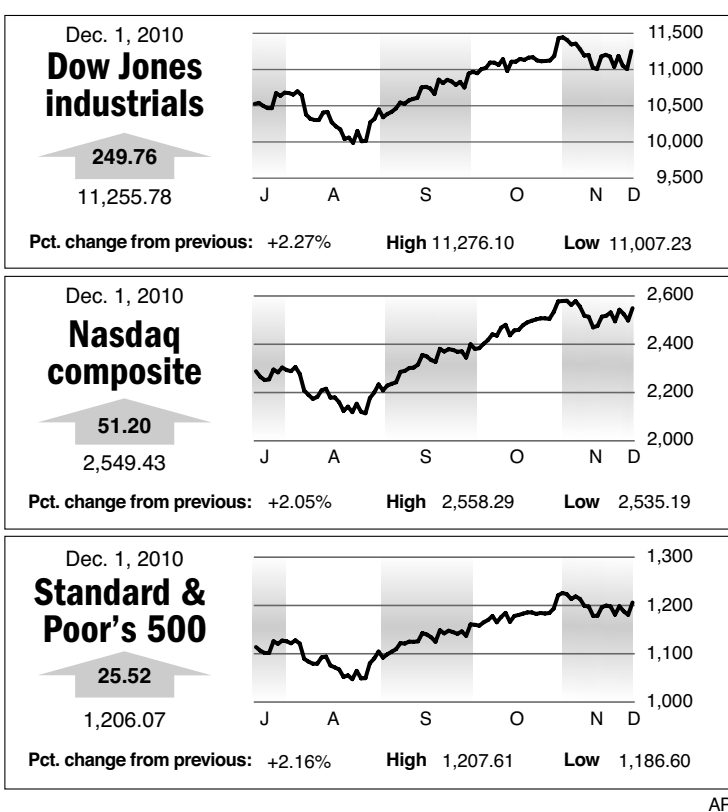 Dec. 1, 2010
Dow Jones
industrials
249.76
11,255.78
11,500
11,000
10,500
10,000
9,500
J A S O N D
Pct. change from previous: +2.27% High 11,276.10 Low 11,007.23
Dec. 1, 2010
Nasdaq
composite
51.20
2,549.43
2,600
2,400
2,200
2,000
J A S O N D
Pct. change from previous: +2.05% High 2,558.29 Low 2,535.19
Dec. 1, 2010
Standard &
Poor's 500
25.52
1,206.07
1,300
1,200
1,100
1,000
J A S O N D
Pct. change from previous: +2.16% High 1,207.61 Low 1,186.60
AP